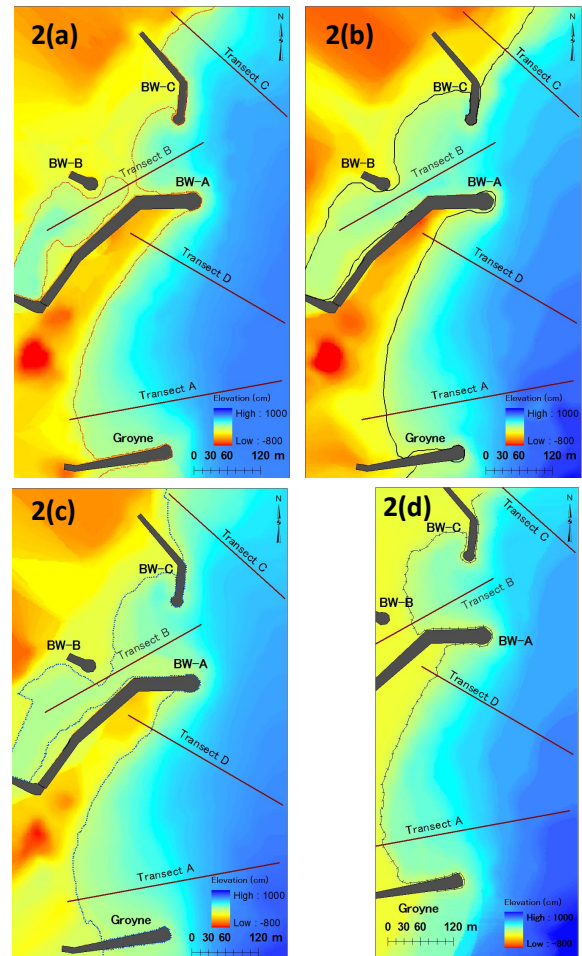 2(a)
N
Transect C
BW-C
BW-B
Transect B
BW-A
Transect D
Transect A
Elevation (cm)
High : 1000
Low : -800
Groyne
0 30 60 120 m
2(b)
N
Transect C
BW-C
BW-B
Transect B
BW-A
Transect D
Transect A
Elevation (cm)
High : 1000
Low : -800
Groyne
0 30 60 120 m
2(c)
N
Transect C
BW-C
BW-B
Transect B
BW-A
Transect D
Transect A
Elevation (cm)
High : 1000
Low : -800
Groyne
0 30 60 120 m
2(d)
N
Transect C
BW-C
BW-B
Transect B
BW-A
Transect D
Transect A
Elevation (cm)
High : 1000
Low : -800
Groyne
0 30 60 120 m